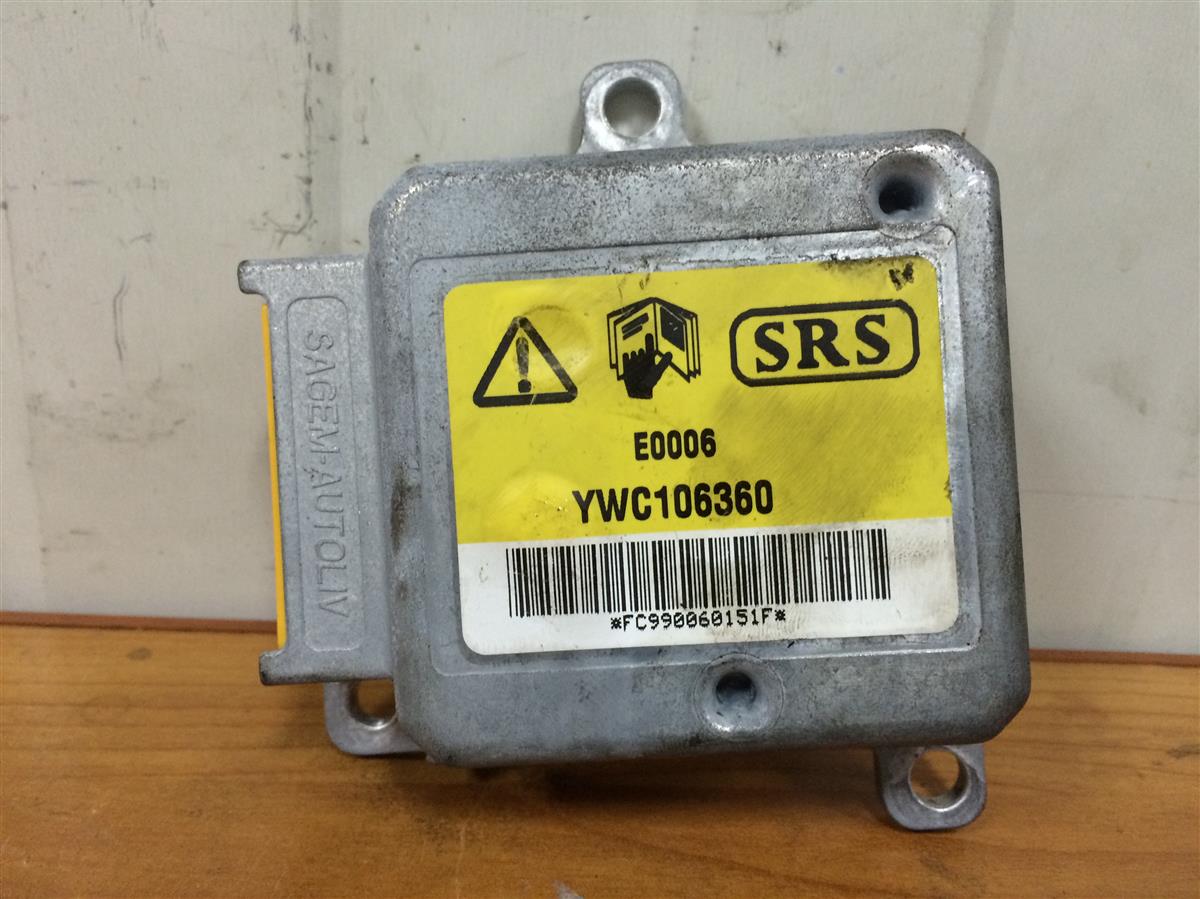 SAGEM-AUTOLIV
SRS
E0006
YWC106360
*FC990060151F*